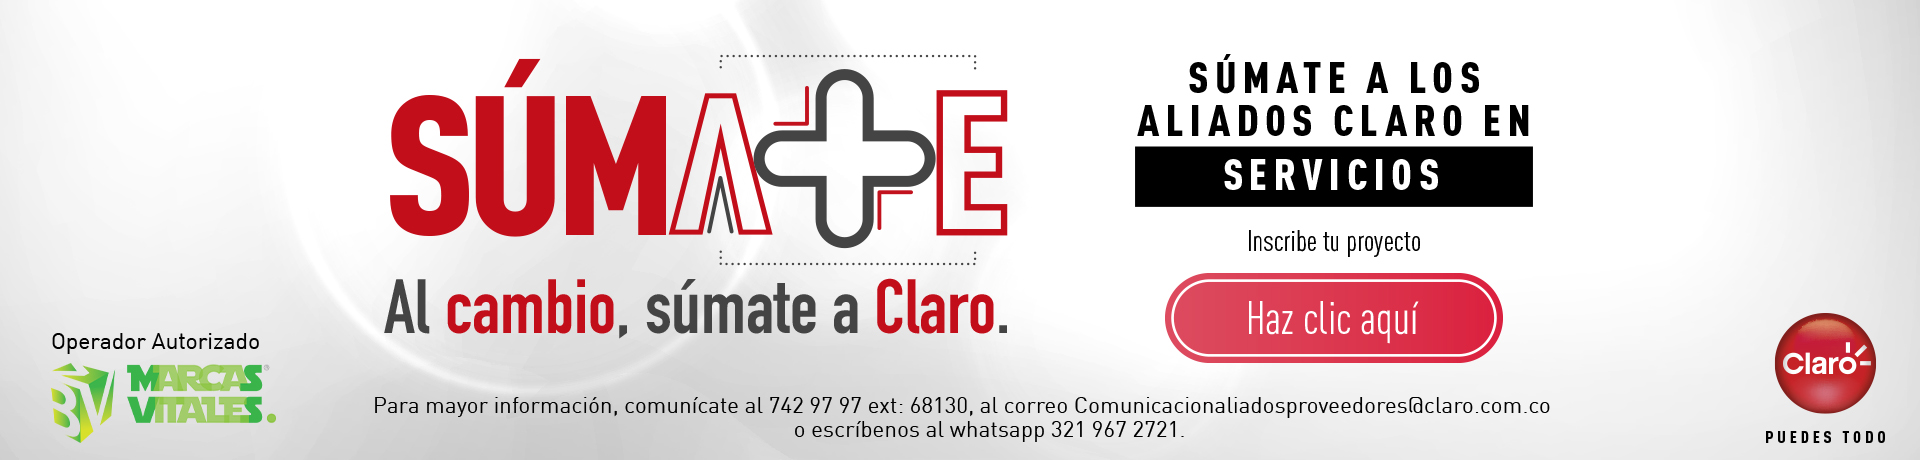 SÚMATE
Al cambio, súmate a Claro.
SÚMATE A LOS
ALIADOS CLARO EN
SERVICIOS
Inscribe tu proyecto
Haz clic aquí
Operador Autorizado
BV MARCAS
VITALES.
Claro
PUEDES TODO
Para mayor información, comunícate al 742 97 97 ext: 68130, al correo Comunicacionaliadosproveedores@claro.com.co
o escríbenos al whatsapp 321 967 2721.